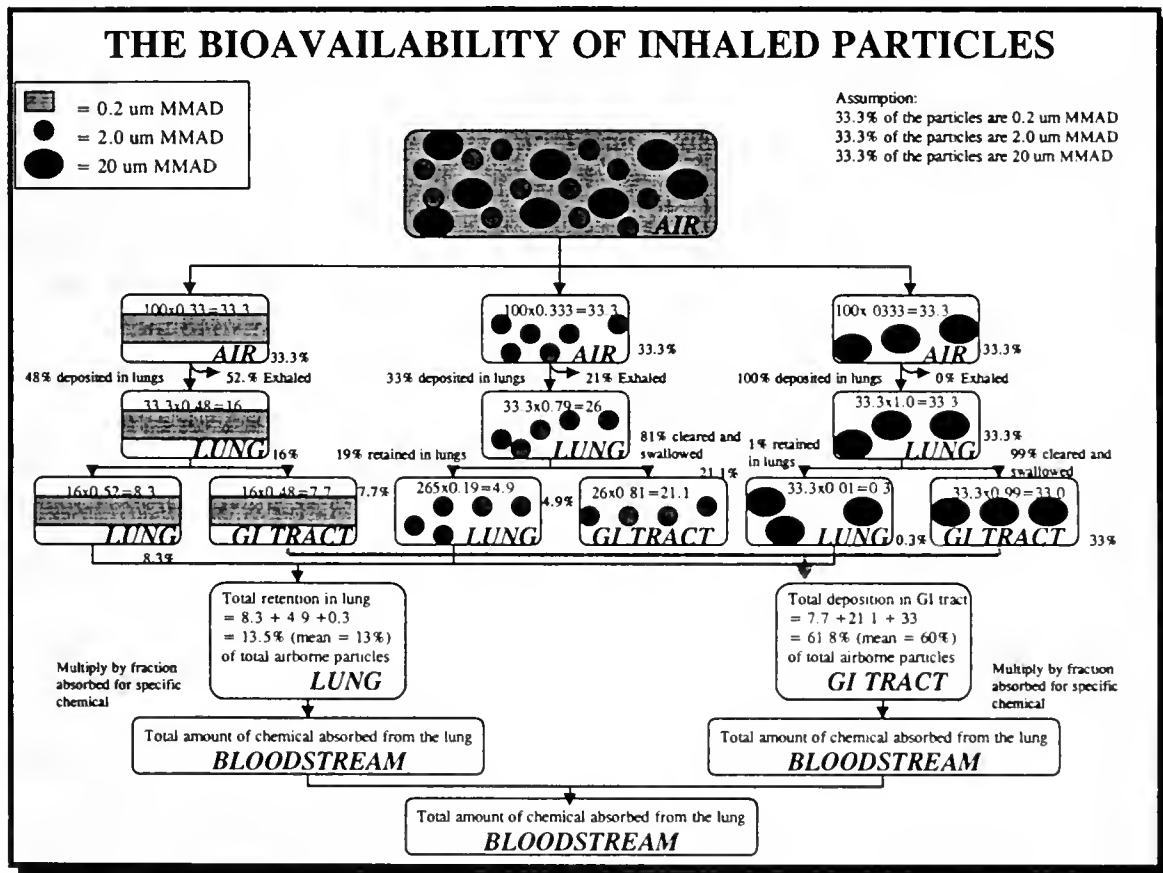 THE BIOAVAILABILITY OF INHALED PARTICLES
= 0.2 um MMAD
= 2.0 um MMAD
= 20 um MMAD
Assumption:
33.3% of the particles are 0.2 um MMAD
33.3% of the particles are 2.0 um MMAD
33.3% of the particles are 20 um MMAD
AIR
100x0.33=33.3
AIR
33.3%
100x0.333=33.3
AIR
33.3%
100x 0333=33.3
AIR
33.3%
48% deposited in lungs
52.% Exhaled
33% deposited in lungs
21% Exhaled
100% deposited in lungs
0% Exhaled
33.3x0.48=16
LUNG
16%
33.3x0.79=26
LUNG
33.3x1.0=33 3
LUNG
33.3%
19% retained in lungs
81% cleared and
swallowed
21.1%
1% retained
in lungs
99% cleared and
swallowed
16x0.52=8.3
LUNG
8.3%
16x0.48=7.7
GI TRACT
7.7%
265x0.19=4.9
LUNG
4.9%
26x0 81=21.1
GI TRACT
33.3x0 01=0 3
LUNG
0.3%
33.3x0.99=33.0
GI TRACT
33%
Total retention in lung
= 8.3 + 4 9 +0.3
= 13.5% (mean = 13%)
of total airborne particles
LUNG
Total deposition in GI tract
= 7.7 +21 1 + 33
= 61 8% (mean = 60%)
of total airborne particles
GI TRACT
Multiply by fraction
absorbed for specific
chemical
Multiply by fraction
absorbed for specific
chemical
Total amount of chemical absorbed from the lung
BLOODSTREAM
Total amount of chemical absorbed from the lung
BLOODSTREAM
Total amount of chemical absorbed from the lung
BLOODSTREAM